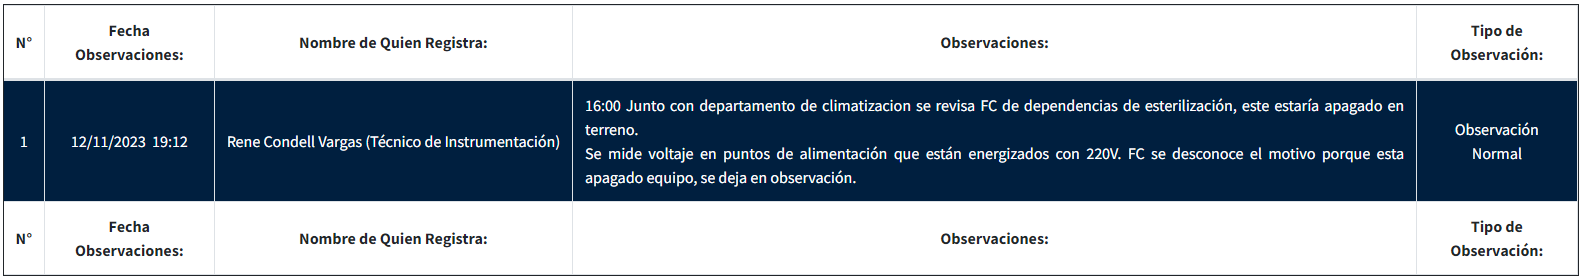 N°
Fecha
Observaciones:
Nombre de Quien Registra:
Observaciones:
Tipo de
Observación:
1
12/11/2023 19:12
Rene Condell Vargas (Técnico de Instrumentación)
16:00 Junto con departamento de climatizacion se revisa FC de dependencias de esterilización, este estaría apagado en
terreno.
Se mide voltaje en puntos de alimentación que están energizados con 220V. FC se desconoce el motivo porque esta
apagado equipo, se deja en observación.
Observación
Normal
N°
Fecha
Observaciones:
Nombre de Quien Registra:
Observaciones:
Tipo de
Observación: